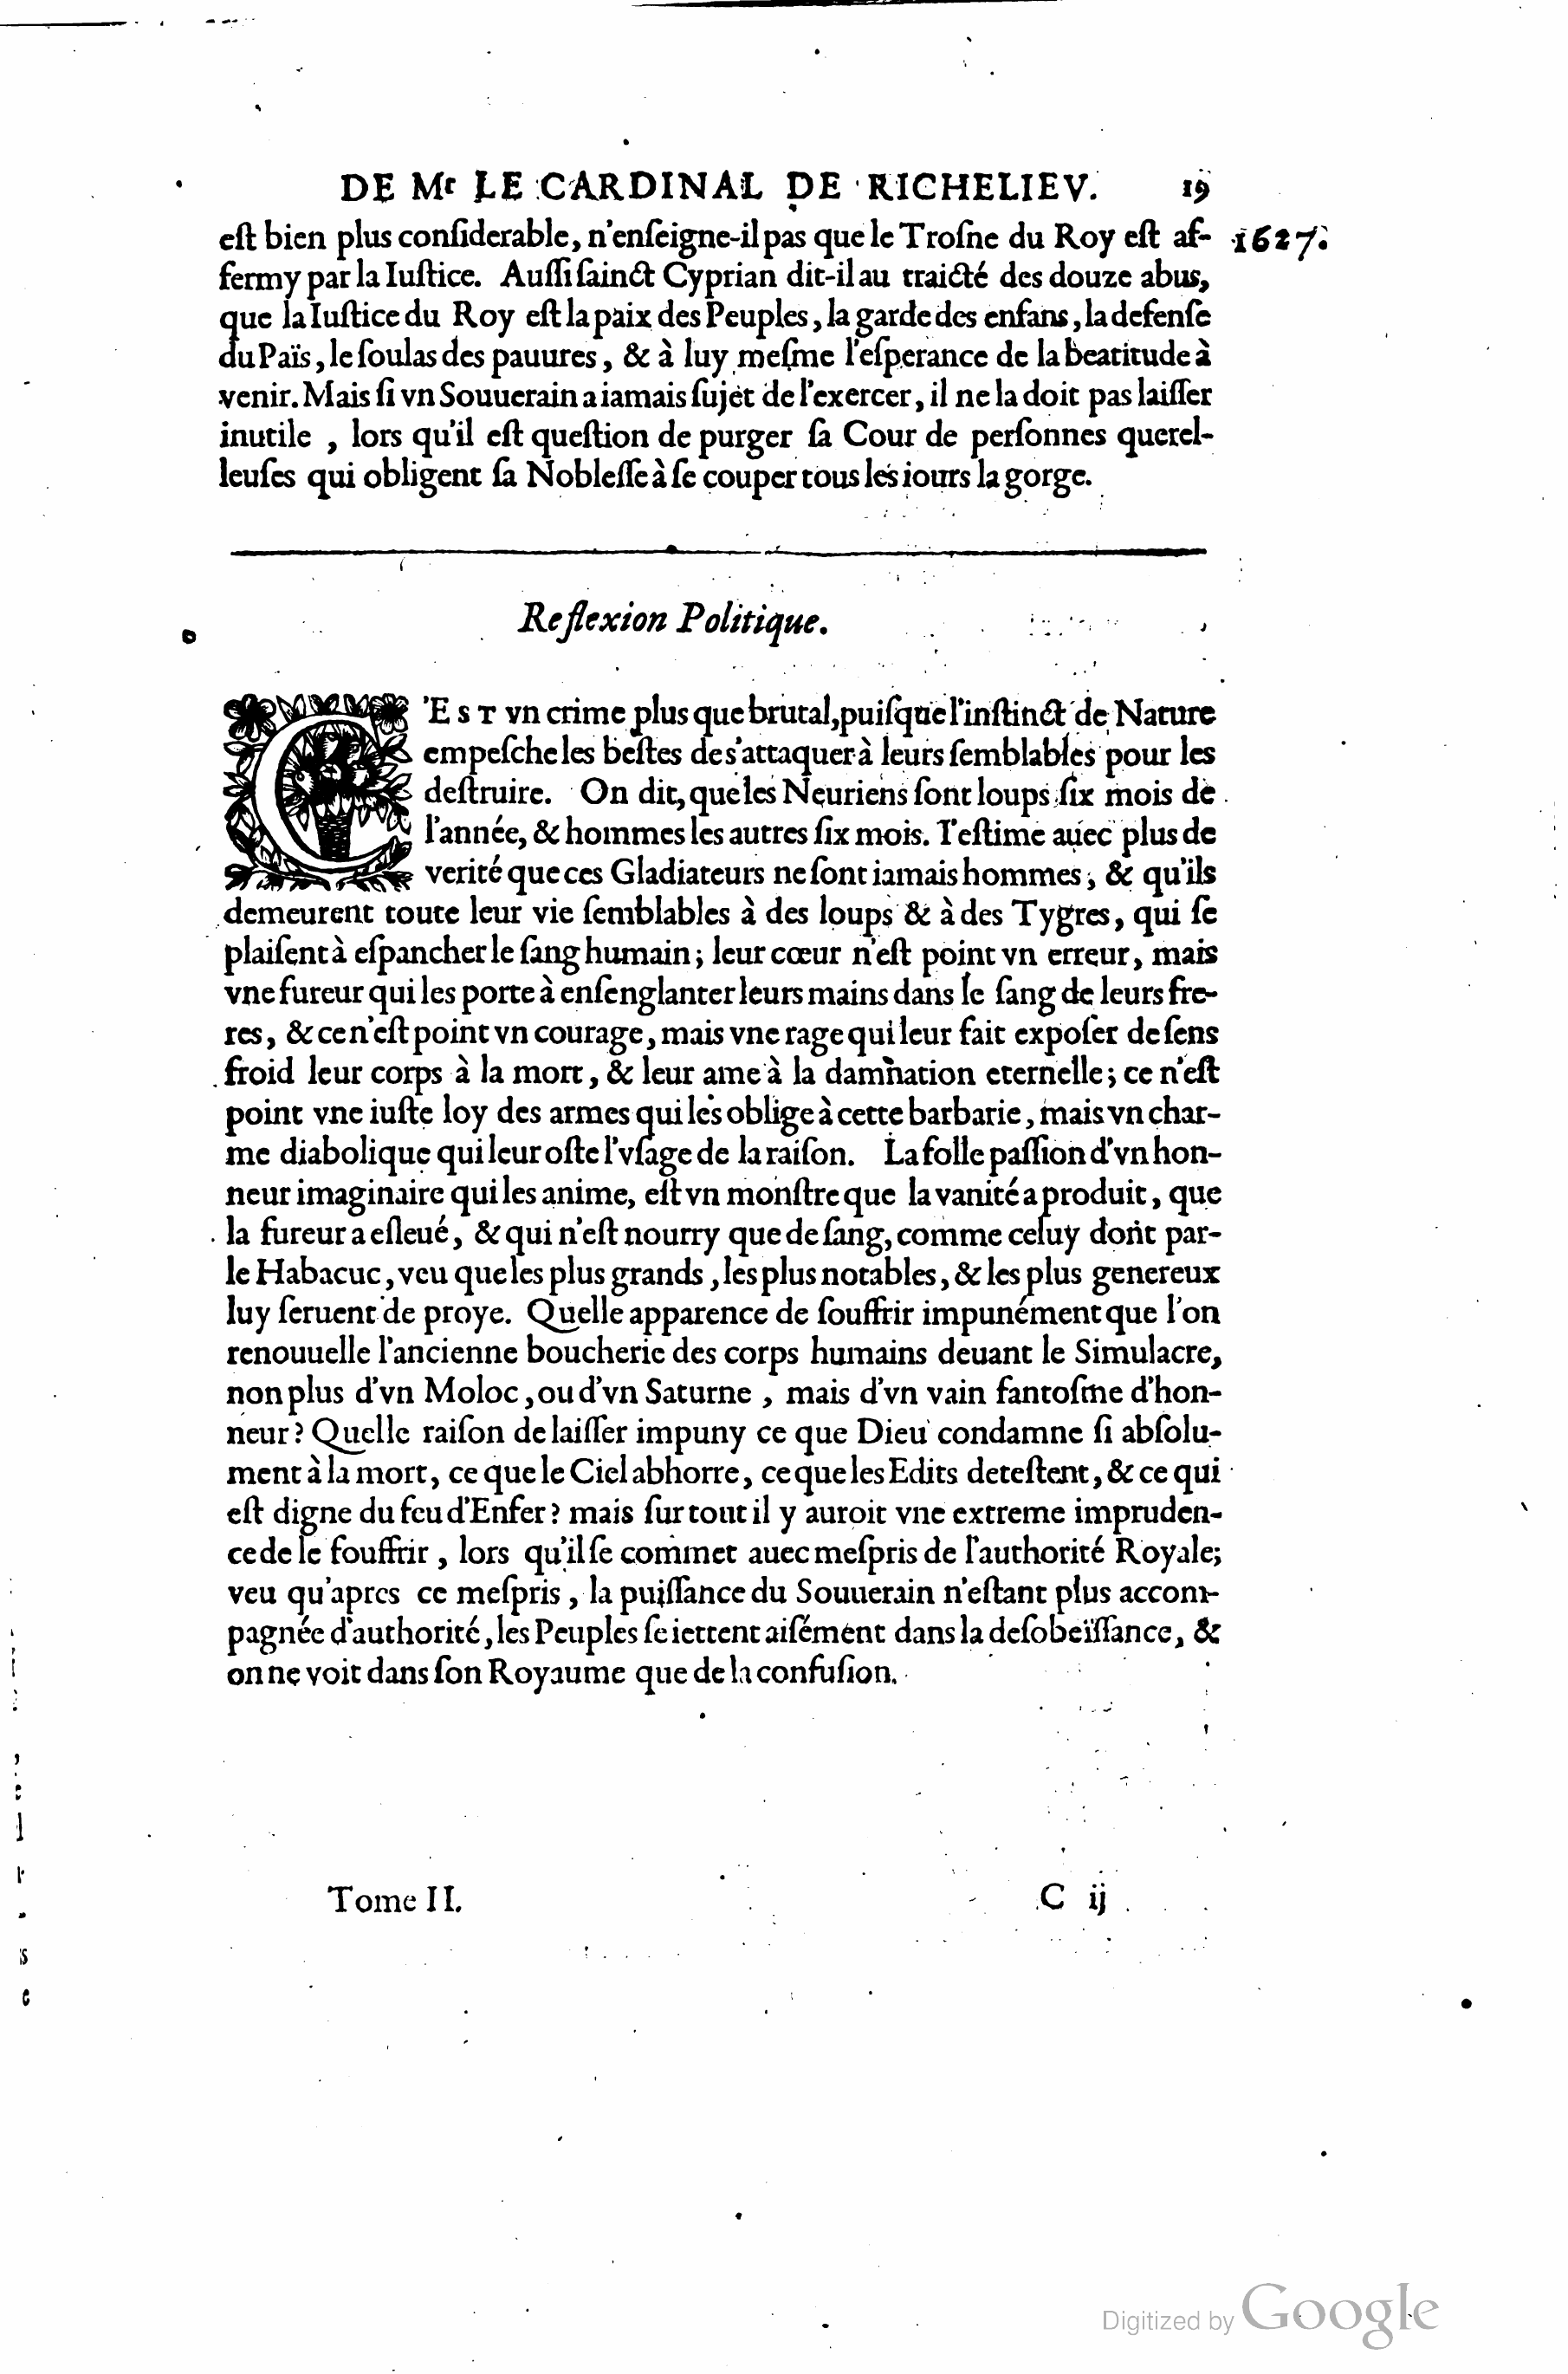 DE Mr LE CARDINAL DE RICHELIEV. 19
eſt bien plus conſiderable, n'enſeigne-il pas que le Troſne du Roy eſt af- 1627.
fermy par la Iuſtice. Auſſi ſainct Cyprian dit-il au traicté des douze abus,
que la Iuſtice du Roy eſt la paix des Peuples, la garde des enfans, la defenſe
du Païs, le ſoulas des pauures, & à luy meſme l'eſperance de la beatitude à
venir. Mais ſi vn Souuerain a iamais ſujet de l'exercer, il ne la doit pas laiſſer
inutile , lors qu'il eſt queſtion de purger ſa Cour de perſonnes querel-
leuſes qui obligent ſa Nobleſſe à ſe couper tous les iours la gorge.
Reflexion Politique.
C'EST vn crime plus que brutal, puiſque l'inſtinct de Nature
empeſche les beſtes de s'attaquer à leurs ſemblables pour les
deſtruire. On dit, que les Neuriens ſont loups ſix mois de
l'année, & hommes les autres ſix mois. I'eſtime auec plus de
verité que ces Gladiateurs ne ſont iamais hommes, & qu'ils
demeurent toute leur vie ſemblables à des loups & à des Tygres, qui ſe
plaiſent à eſpancher le ſang humain; leur cœur n'eſt point vn erreur, mais
vne fureur qui les porte à enſenglanter leurs mains dans le ſang de leurs fre-
res, & ce n'eſt point vn courage, mais vne rage qui leur fait expoſer de ſens
froid leur corps à la mort, & leur ame à la damnation eternelle; ce n'eſt
point vne iuſte loy des armes qui les oblige à cette barbarie, mais vn char-
me diabolique qui leur oſte l'vſage de la raiſon. La folle paſſion d'vn hon-
neur imaginaire qui les anime, eſt vn monſtre que la vanité a produit, que
la fureur a eſleué, & qui n'eſt nourry que de ſang, comme celuy dont par-
le Habacuc, veu que les plus grands, les plus notables, & les plus genereux
luy ſeruent de proye. Quelle apparence de ſouffrir impunément que l'on
renouuelle l'ancienne boucherie des corps humains deuant le Simulacre,
non plus d'vn Moloc, ou d'vn Saturne , mais d'vn vain fantoſme d'hon-
neur? Quelle raiſon de laiſſer impuny ce que Dieu condamne ſi abſolu-
ment à la mort, ce que le Ciel abhorre, ce que les Edits deteſtent, & ce qui
eſt digne du feu d'Enfer? mais ſur tout il y auroit vne extreme impruden-
ce de le ſouffrir , lors qu'il ſe commet auec meſpris de l'authorité Royale;
veu qu'apres ce meſpris , la puiſſance du Souuerain n'eſtant plus accom-
pagnée d'authorité, les Peuples ſe iettent aiſément dans la deſobeïſſance, &
on ne voit dans ſon Royaume que de la confuſion.
Tome II. C ij
Digitized by Google